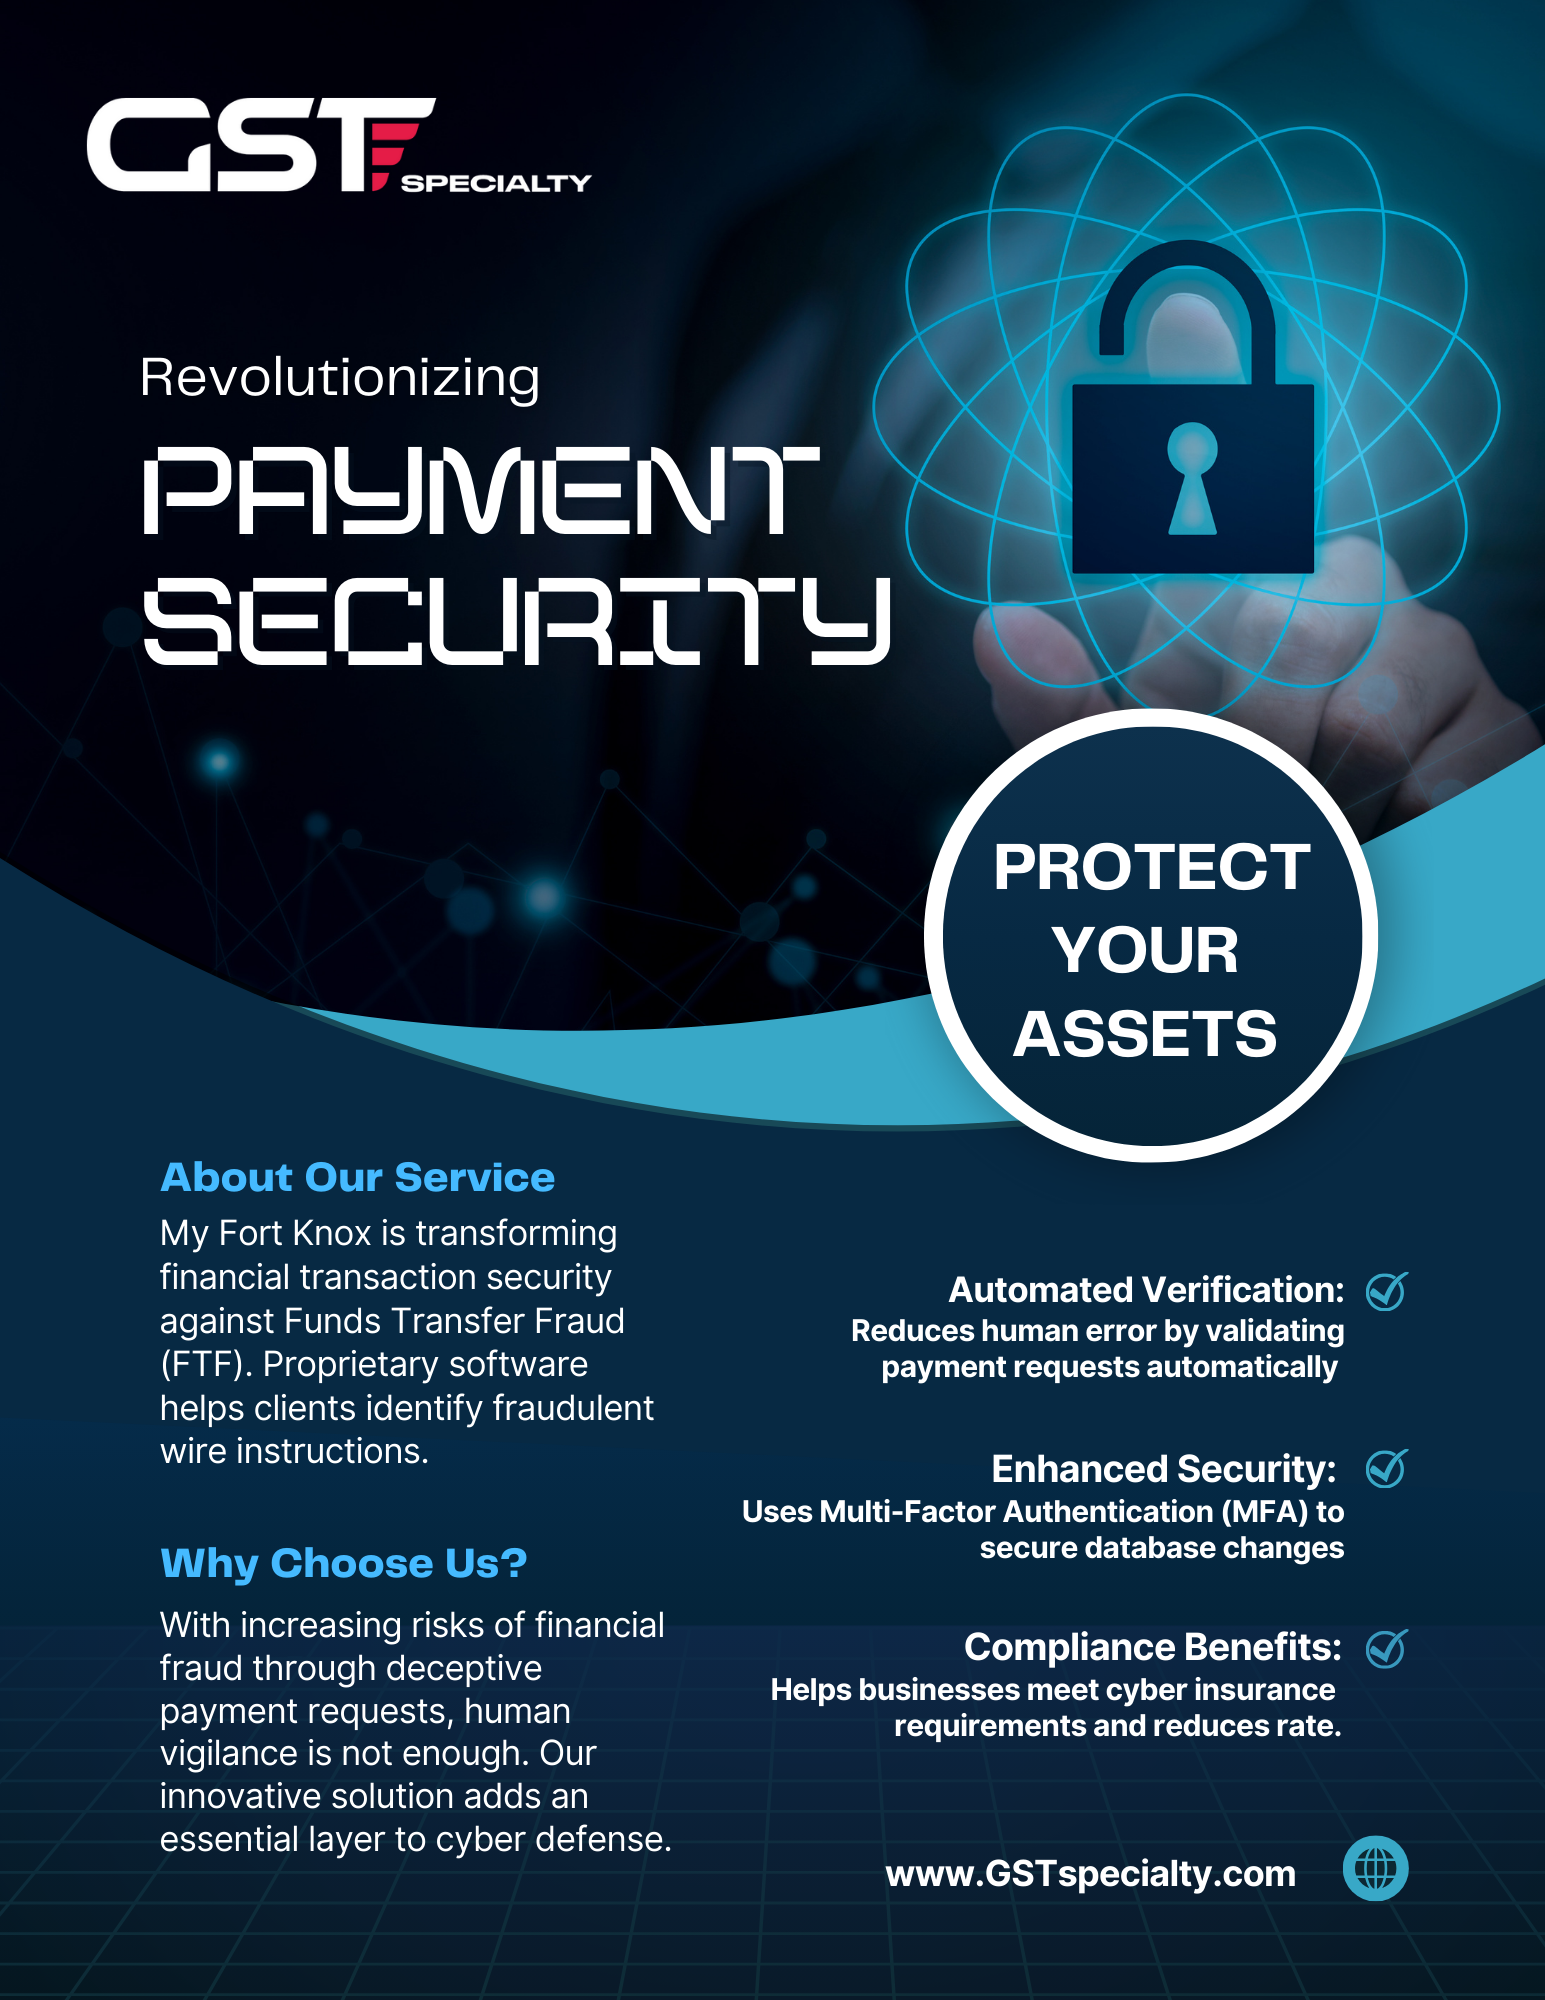 GST SPECIALTY
Revolutionizing
PAYMENT
SECURITY
PROTECT
YOUR
ASSETS
About Our Service
My Fort Knox is transforming
financial transaction security
against Funds Transfer Fraud
(FTF). Proprietary software
helps clients identify fraudulent
wire instructions.
Why Choose Us?
With increasing risks of financial
fraud through deceptive
payment requests, human
vigilance is not enough. Our
innovative solution adds an
essential layer to cyber defense.
Automated Verification:
Reduces human error by validating
payment requests automatically
Enhanced Security:
Uses Multi-Factor Authentication (MFA) to
secure database changes
Compliance Benefits:
Helps businesses meet cyber insurance
requirements and reduces rate.
www.GSTspecialty.com